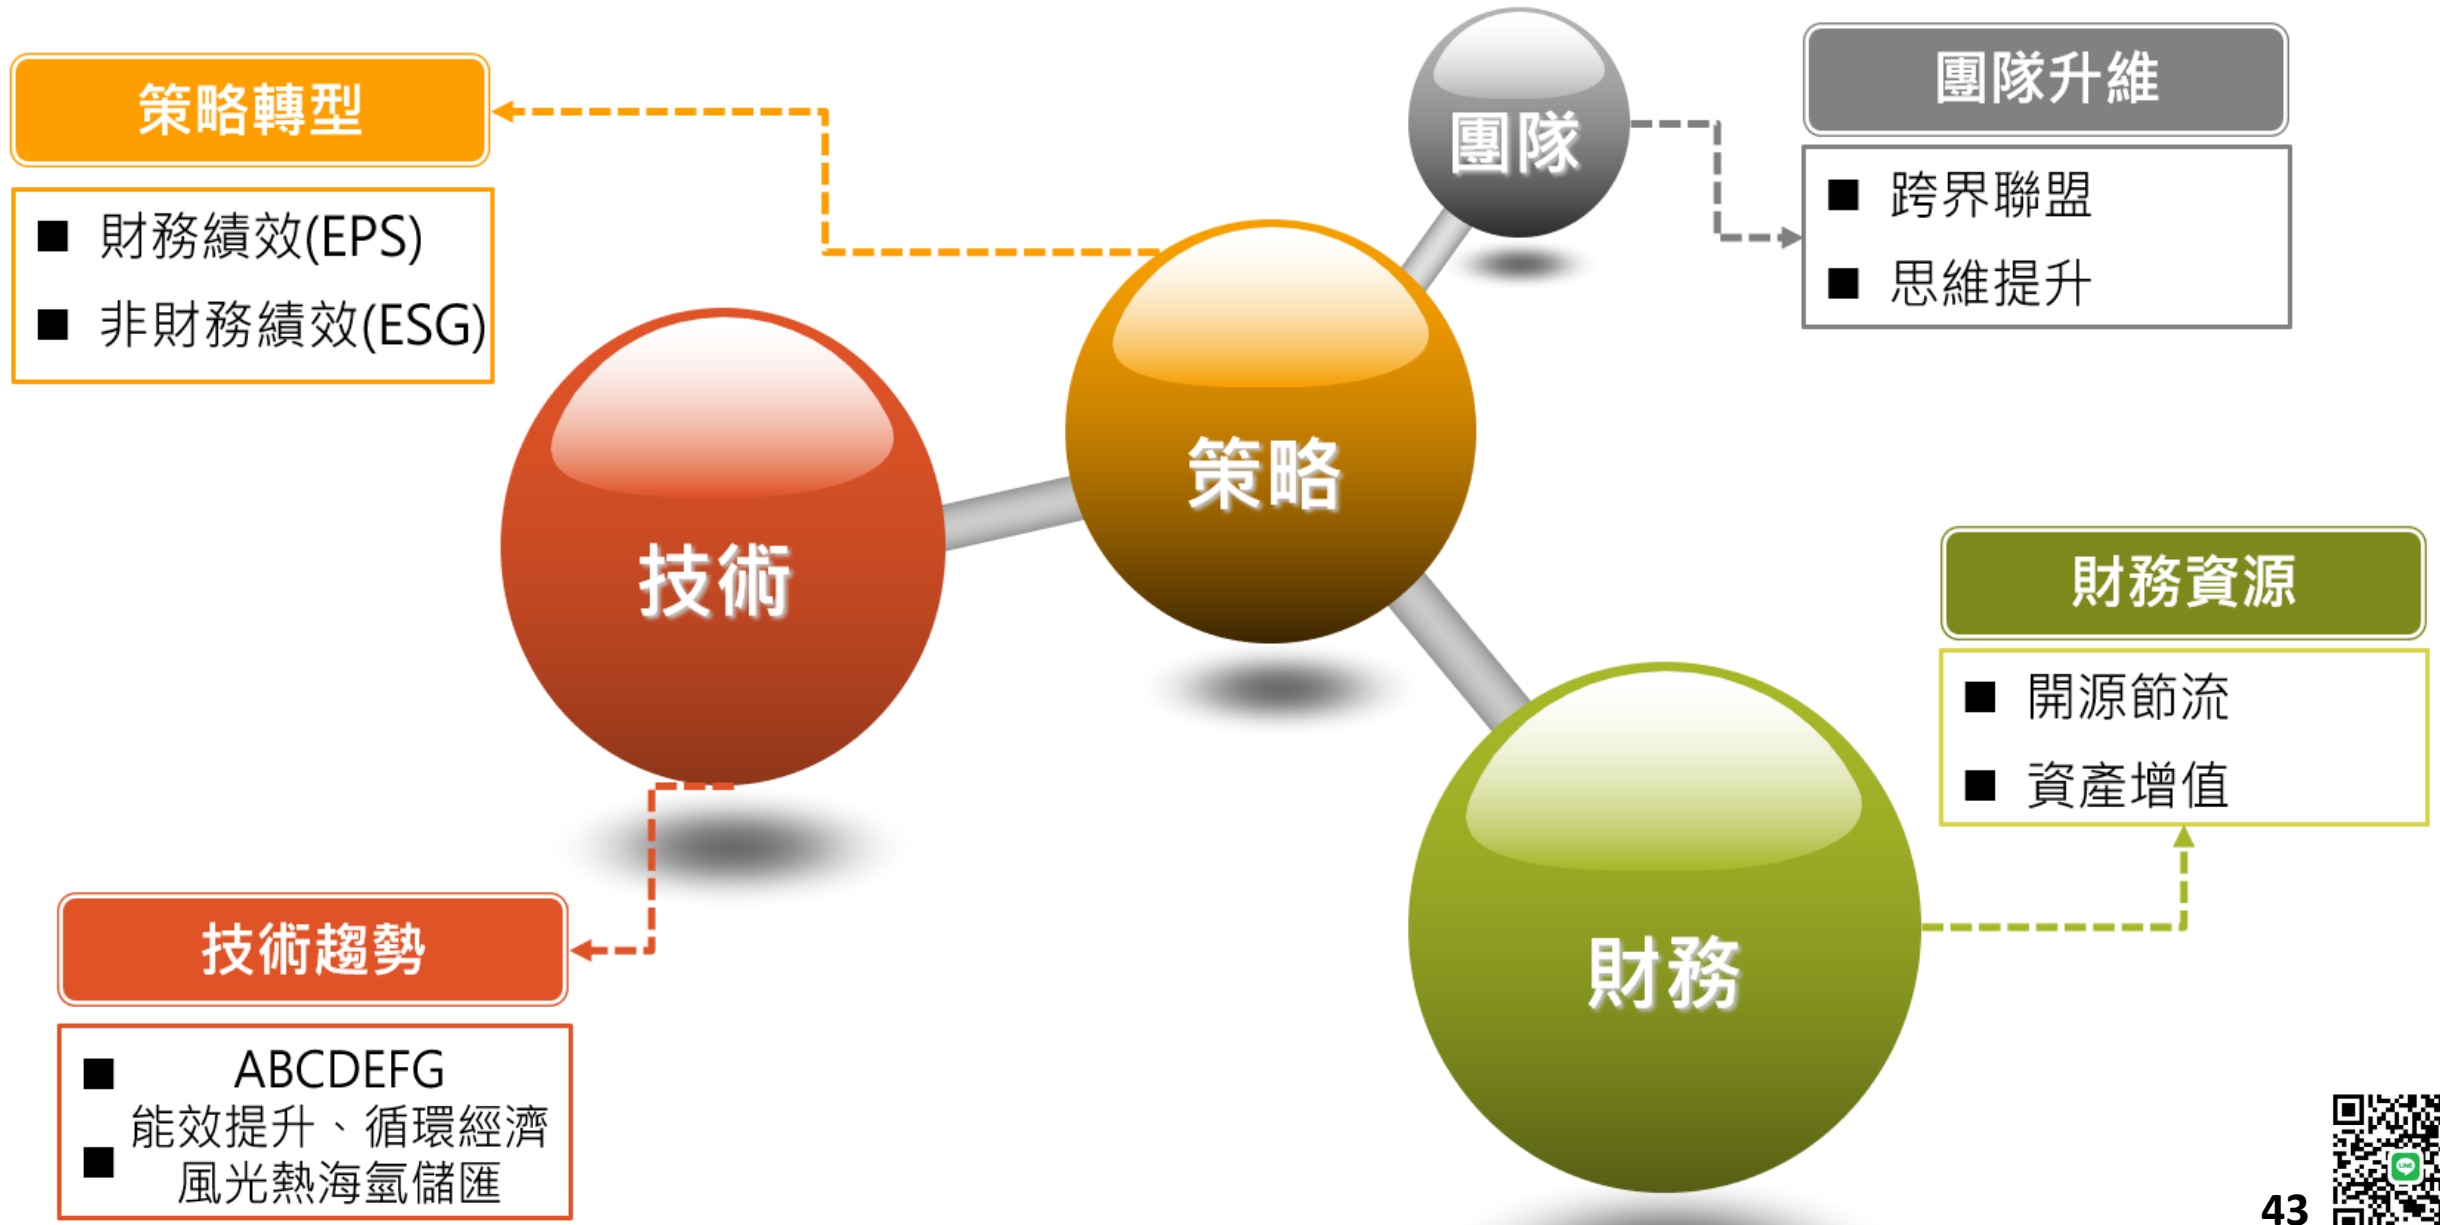 策略轉型
■ 財務績效(EPS)
■ 非財務績效(ESG)
團隊
團隊升維
■ 跨界聯盟
■ 思維提升
策略
技術
財務資源
■ 開源節流
■ 資產增值
財務
技術趨勢
■ ABCDEFG
■ 能效提升、循環經濟
風光熱海氫儲匯
LINE
43